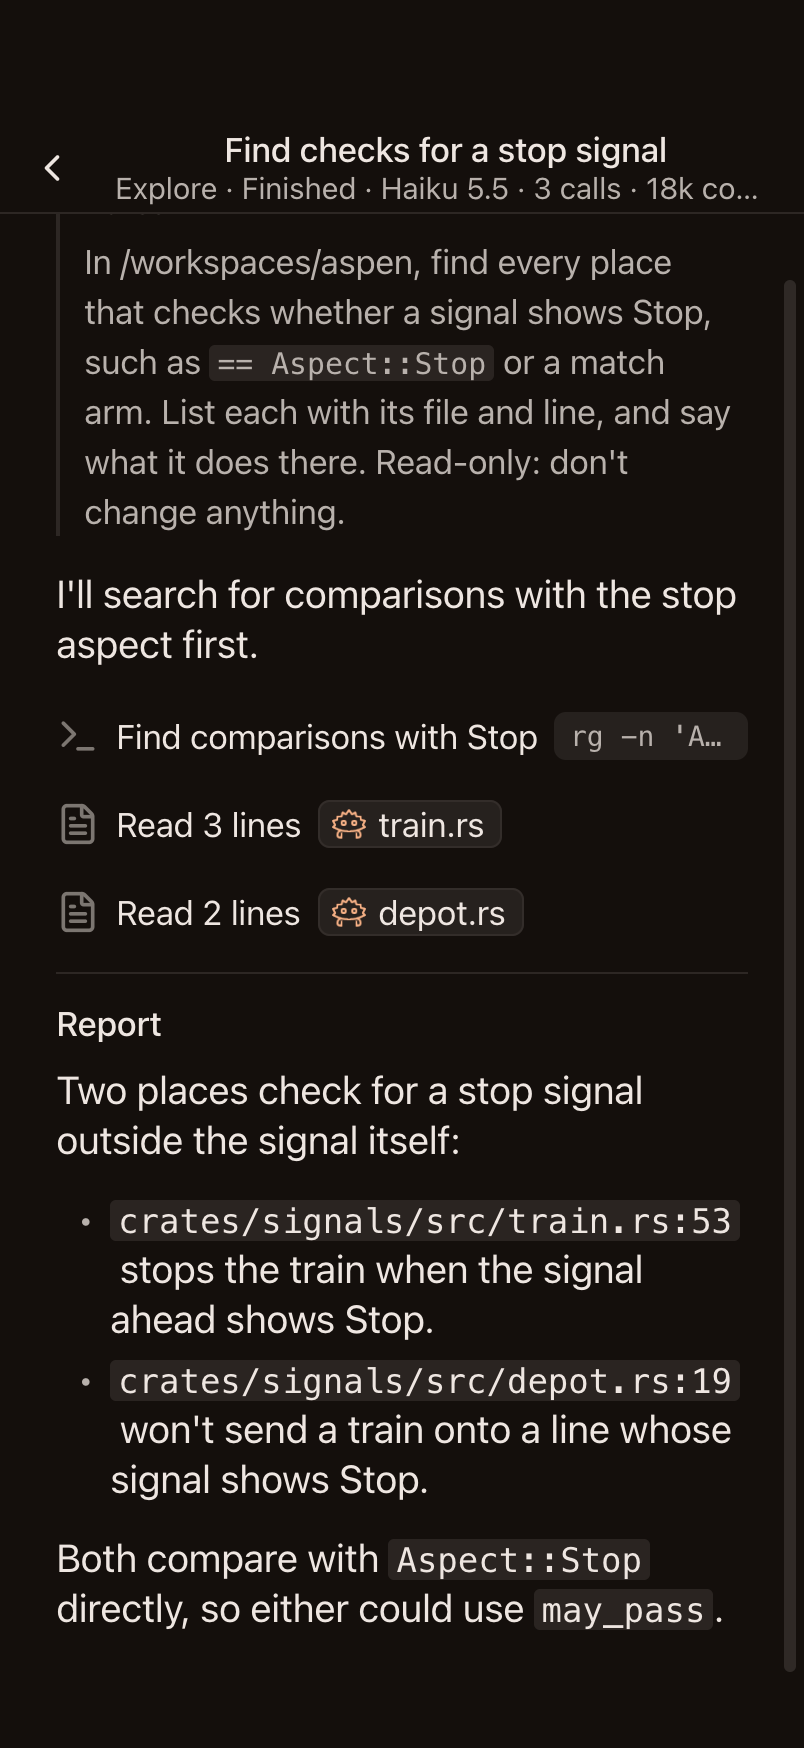 Find checks for a stop signal
Explore · Finished · Haiku 5.5 · 3 calls · 18k co…
In /workspaces/aspen, find every place
that checks whether a signal shows Stop,
such as == Aspect::Stop or a match
arm. List each with its file and line, and say
what it does there. Read-only: don't
change anything.
I'll search for comparisons with the stop
aspect first.
Find comparisons with Stop rg -n 'A…
Read 3 lines train.rs
Read 2 lines depot.rs
Report
Two places check for a stop signal
outside the signal itself:
• crates/signals/src/train.rs:53
stops the train when the signal
ahead shows Stop.
• crates/signals/src/depot.rs:19
won't send a train onto a line whose
signal shows Stop.
Both compare with Aspect::Stop
directly, so either could use may_pass.